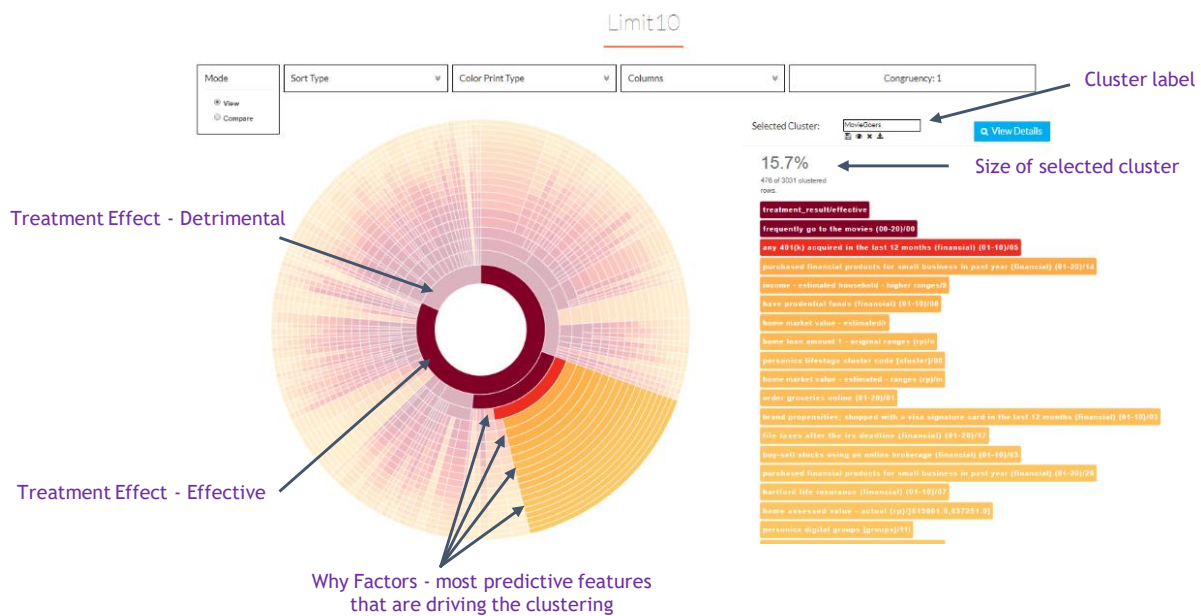 Limit10
Mode
View
Compare
Sort Type
Color Print Type
Columns
Congruency: 1
Cluster label
Selected Cluster:
MovieGoers
View Details
15.7%
476 of 3031 clustered
rows.
Size of selected cluster
Treatment Effect - Detrimental
Treatment Effect - Effective
Why Factors - most predictive features
that are driving the clustering
treatment_result/effective
frequently go to the movies (00-20)/00
any 401(k) acquired in the last 12 months (financial) (01-10)/05
purchased financial products for small business in past year (financial) (01-20)/14
income - estimated household - higher ranges/
have prudential funds (financial) (01-10)/08
home market value - estimated/
home loan amount 1 - original ranges (rp)/
personics lifestage cluster code [cluster]/
home market value - estimated - ranges (rp)/m
order groceries online (01-20)/01
brand propensities; shopped with a visa signature card in the last 12 months (financial) (01-10)/03
file taxes after the irs deadline (financial) (01-20)/17
buy-sell stocks using an online brokerage (financial) (01-10)/03
purchased financial products for small business in past year (financial) (01-20)/20
hartford life insurance (financial) (01-10)/07
home assessed value - actual (rp)/
personics digital groups [groups]/